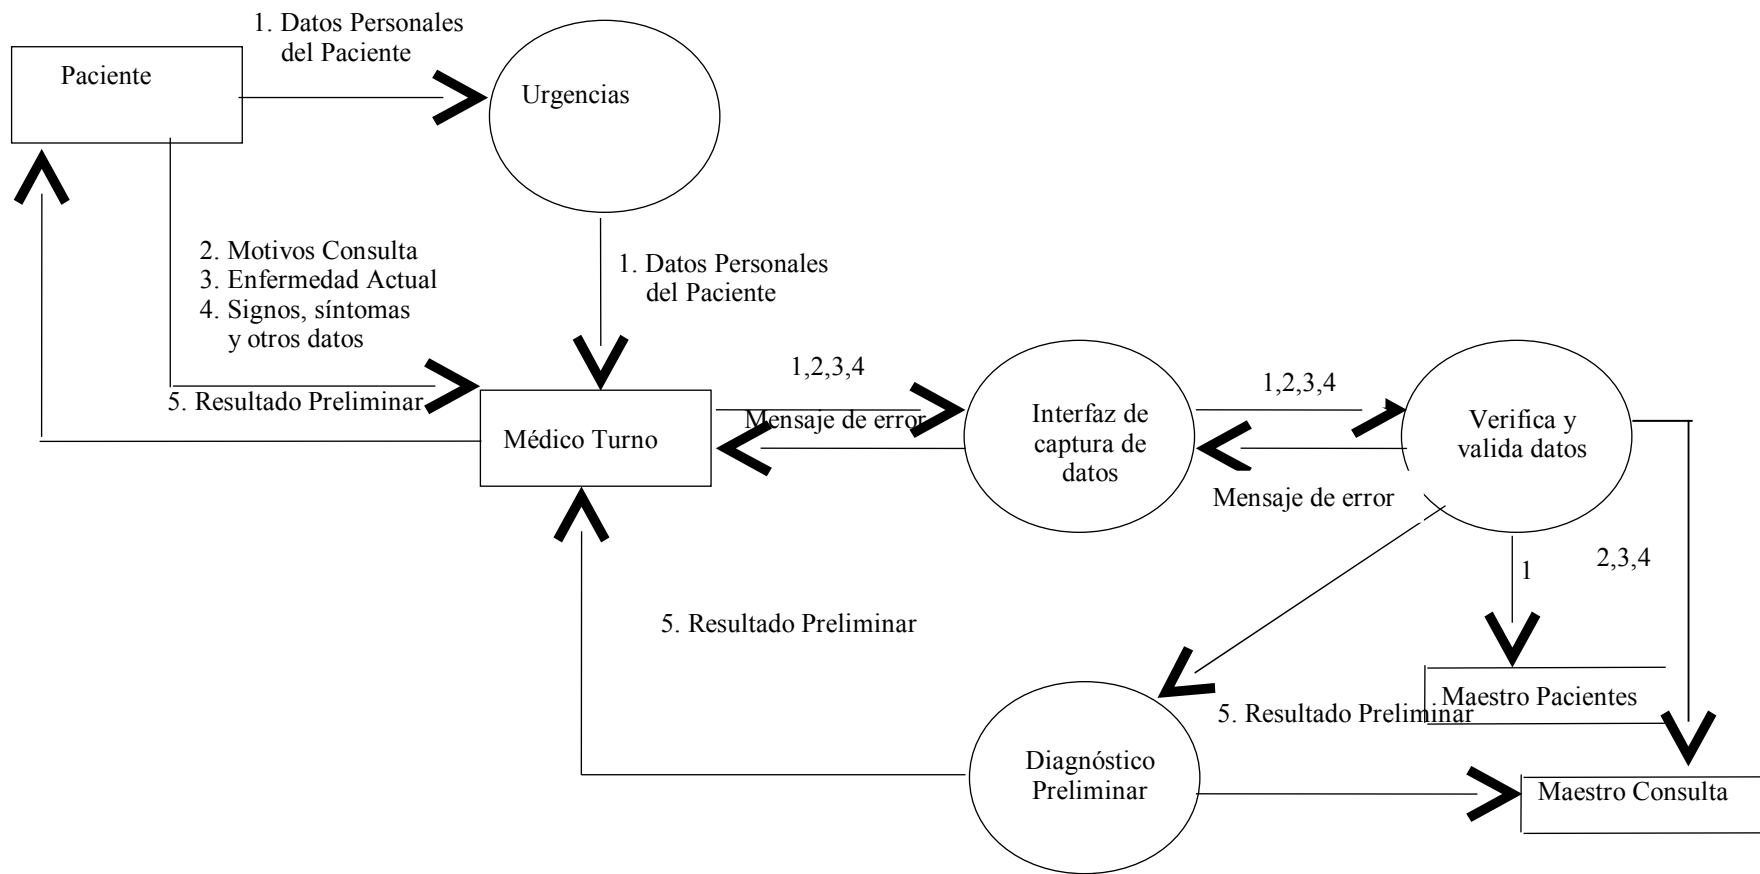 1. Datos Personales
del Paciente
Paciente
Urgencias
2. Motivos Consulta
3. Enfermedad Actual
4. Signos, síntomas
y otros datos
1. Datos Personales
del Paciente
1,2,3,4
1,2,3,4
5. Resultado Preliminar
Mensaje de error
Médico Turno
Interfaz de
captura de
datos
Verifica y
valida datos
Mensaje de error
1
2,3,4
5. Resultado Preliminar
Maestro Pacientes
5. Resultado Preliminar
Diagnóstico
Preliminar
Maestro Consulta